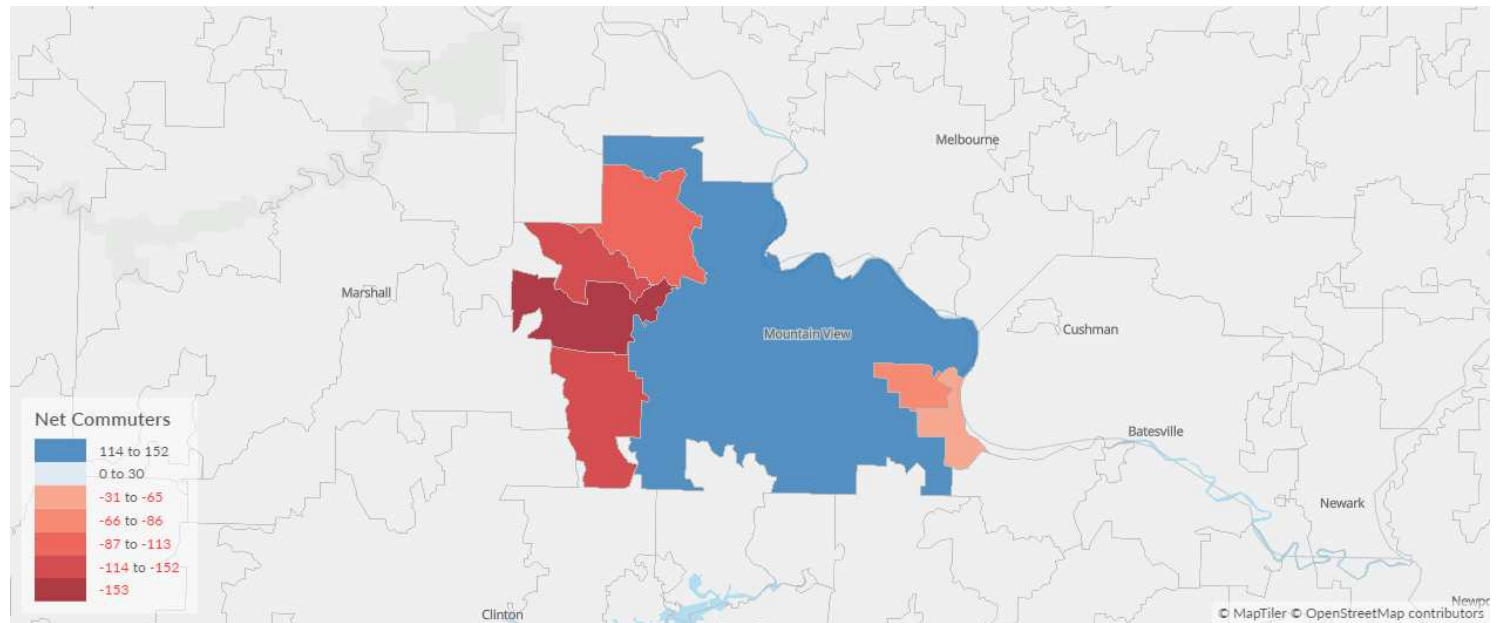 Melbourne
Marshall
Mountain View
Cushman
Batesville
Newark
Clinton
Newpo
Net Commuters
114 to 152
0 to 30
-31 to -65
-66 to -86
-87 to -113
-114 to -152
-153
© MapTiler © OpenStreetMap contributors